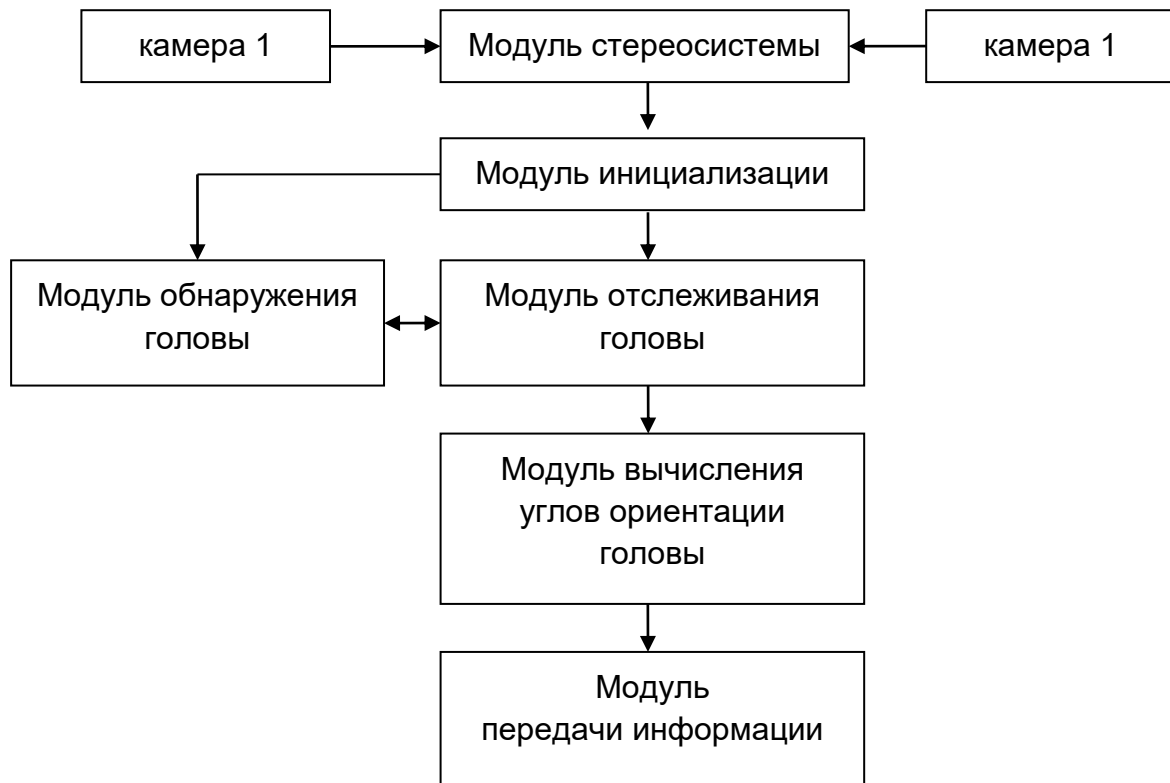 камера 1
Модуль стереосистемы
камера 1
Модуль инициализации
Модуль обнаружения
головы
Модуль отслеживания
головы
Модуль вычисления
углов ориентации
головы
Модуль
передачи информации